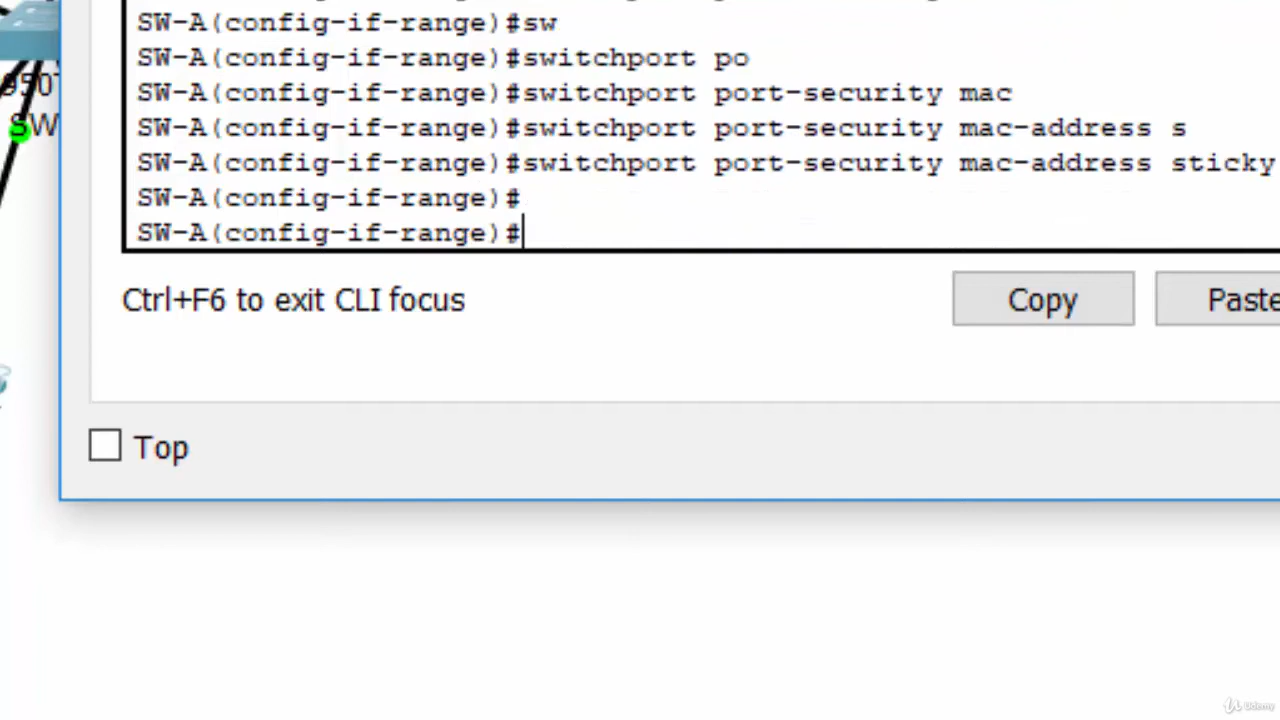 SW-A(config-if-range)#sw
SW-A(config-if-range)#switchport po
SW-A(config-if-range)#switchport port-security mac
SW-A(config-if-range)#switchport port-security mac-address s
SW-A(config-if-range)#switchport port-security mac-address sticky
SW-A(config-if-range)#
SW-A(config-if-range)#
950T
SW
Ctrl+F6 to exit CLI focus
Copy
Paste
Top
Udemy